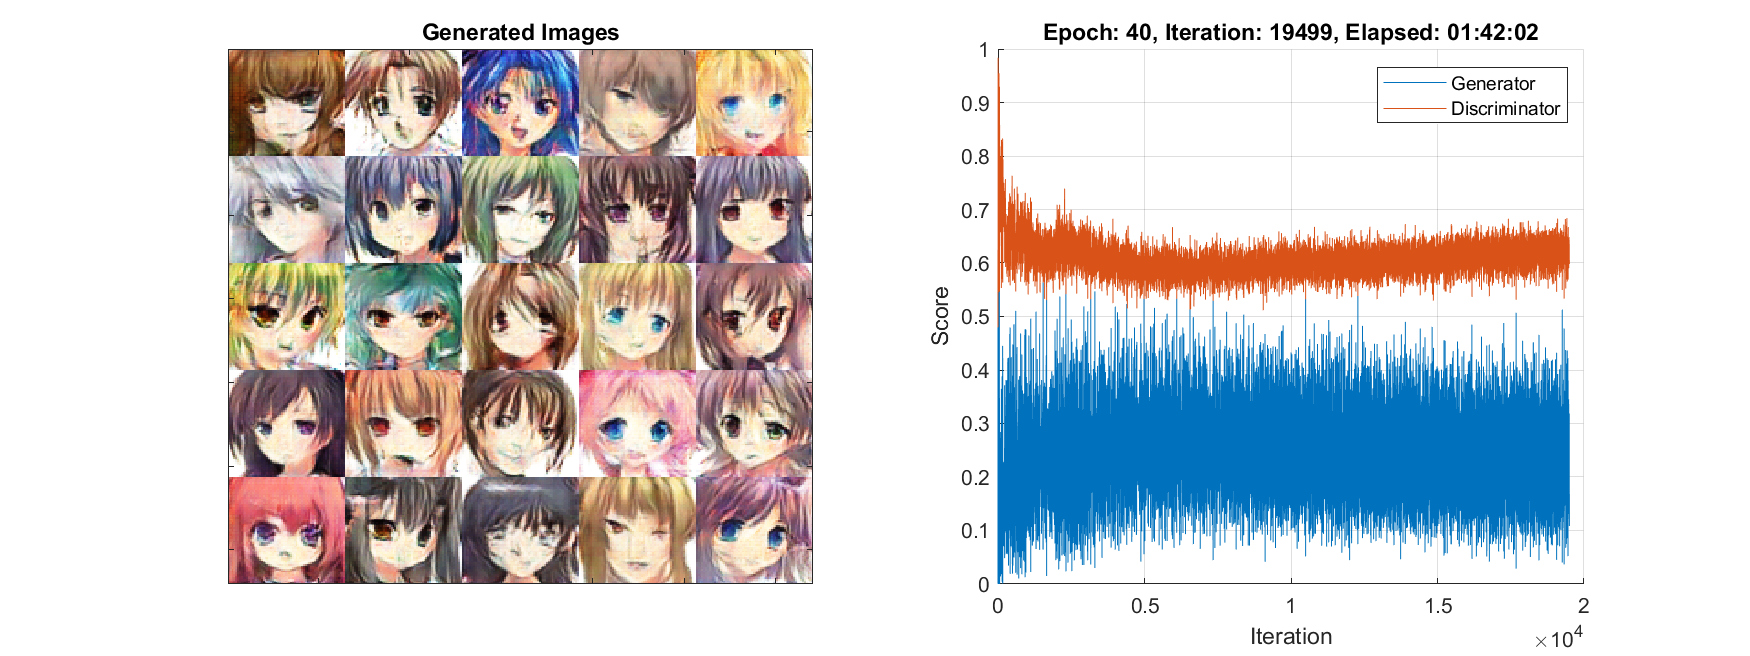 Generated Images
Epoch: 40, Iteration: 19499, Elapsed: 01:42:02
Generator
Discriminator
Score
1
0.9
0.8
0.7
0.6
0.5
0.4
0.3
0.2
0.1
0
0 0.5 1 1.5 2
Iteration
×10⁴